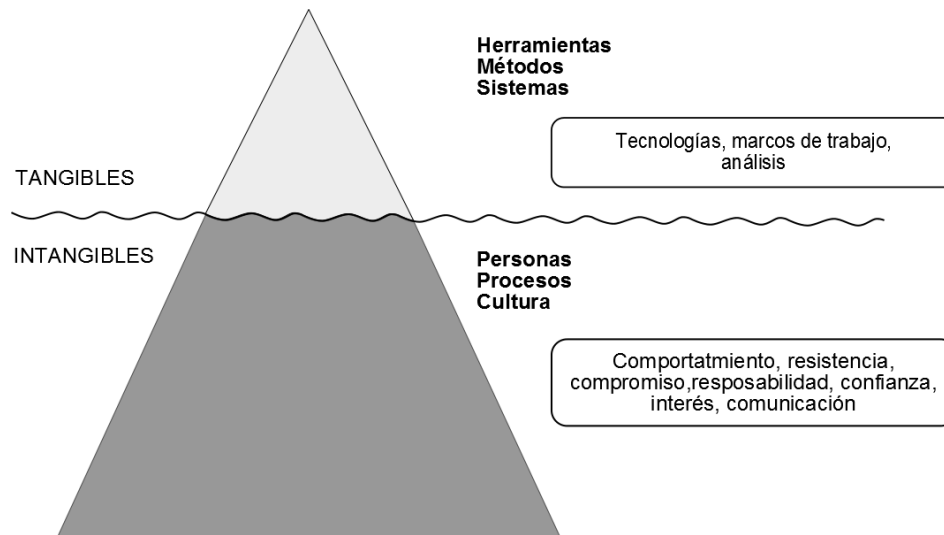 Herramientas
Métodos
Sistemas
Tecnologías, marcos de trabajo,
análisis
TANGIBLES
INTANGIBLES
Personas
Procesos
Cultura
Comportatmiento, resistencia,
compromiso,resposabilidad, confianza,
interés, comunicación